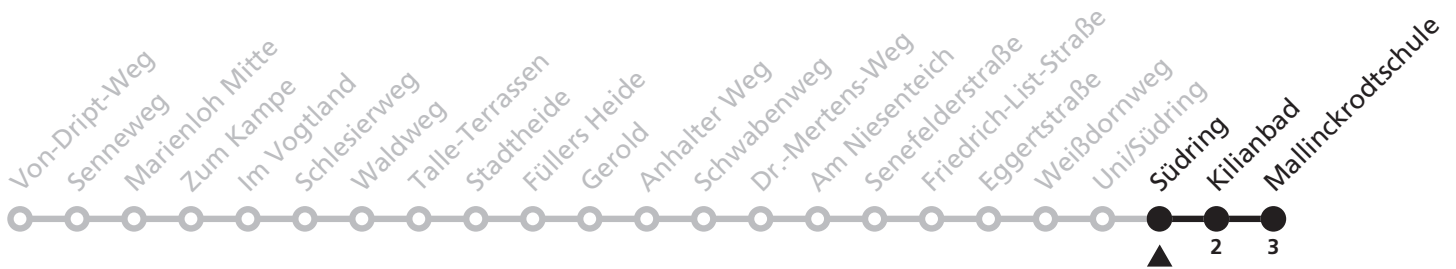 Von-Dript-Weg
Senneweg
Marienloh Mitte
Zum Kampe
Im Vogtland
Schlesierweg
Waldweg
Talle-Terrassen
Stadtheide
Füllers Heide
Gerold
Anhalter Weg
Schwabenweg
Dr.-Mertens-Weg
Am Niesenteich
Senefelderstraße
Friedrich-List-Straße
Eggertstraße
Weißdornweg
Uni/Südring
Südring
Kilianbad
Mallinckrodtschule
2
3